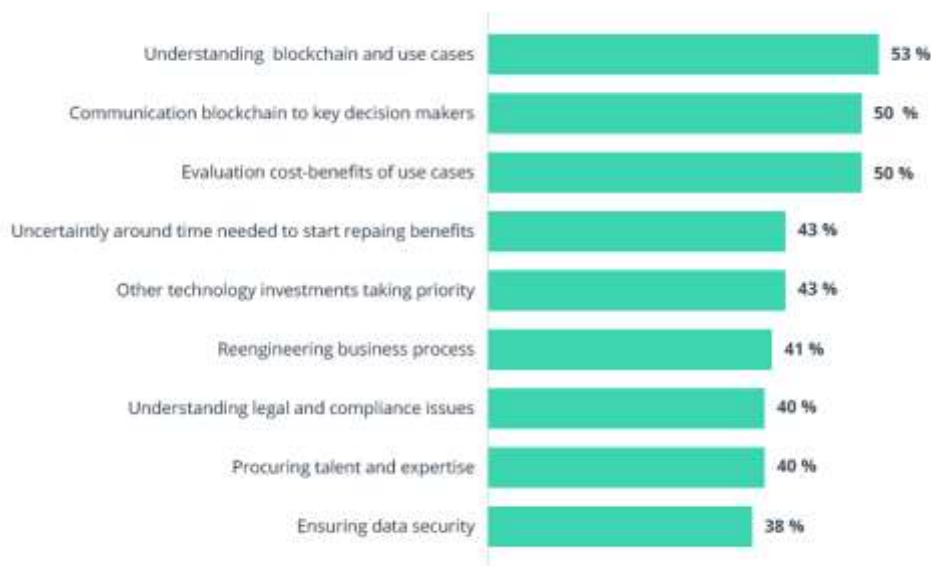 Understanding blockchain and use cases 53 %
Communication blockchain to key decision makers 50 %
Evaluation cost-benefits of use cases 50 %
Uncertaintly around time needed to start repaing benefits 43 %
Other technology investments taking priority 43 %
Reengineering business process 41 %
Understanding legal and compliance issues 40 %
Procuring talent and expertise 40 %
Ensuring data security 38 %